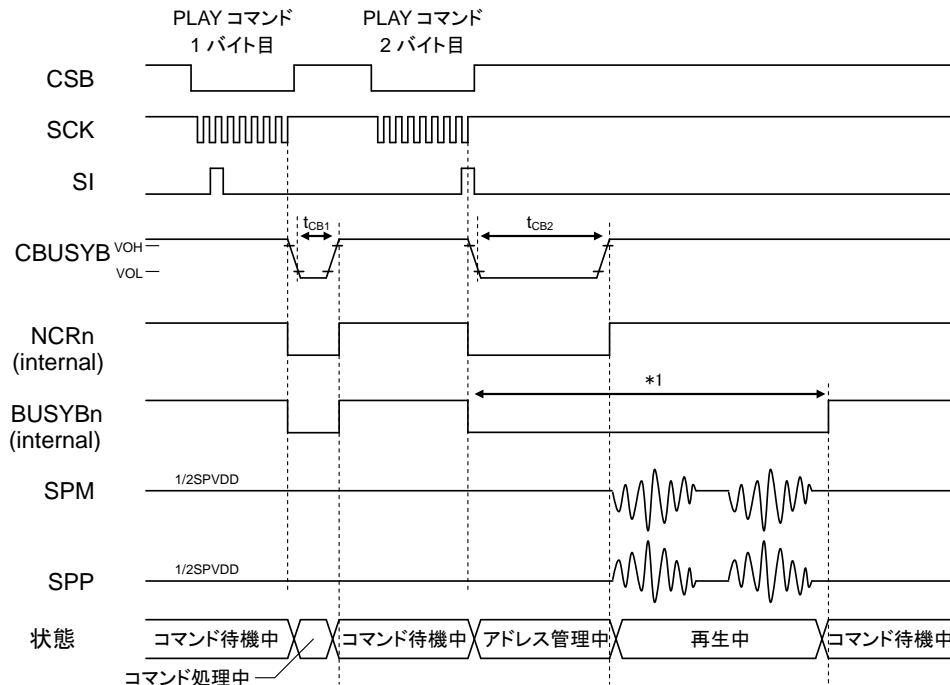 PLAY コマンド
1 バイト目
PLAY コマンド
2 バイト目
CSB
SCK
SI
tCB1
tCB2
CBUSYB
VOH
VOL
NCRn
(internal)
*1
BUSYBn
(internal)
1/2SPVDD
SPM
1/2SPVDD
SPP
状態
コマンド待機中
コマンド待機中
アドレス管理中
再生中
コマンド待機中
コマンド処理中